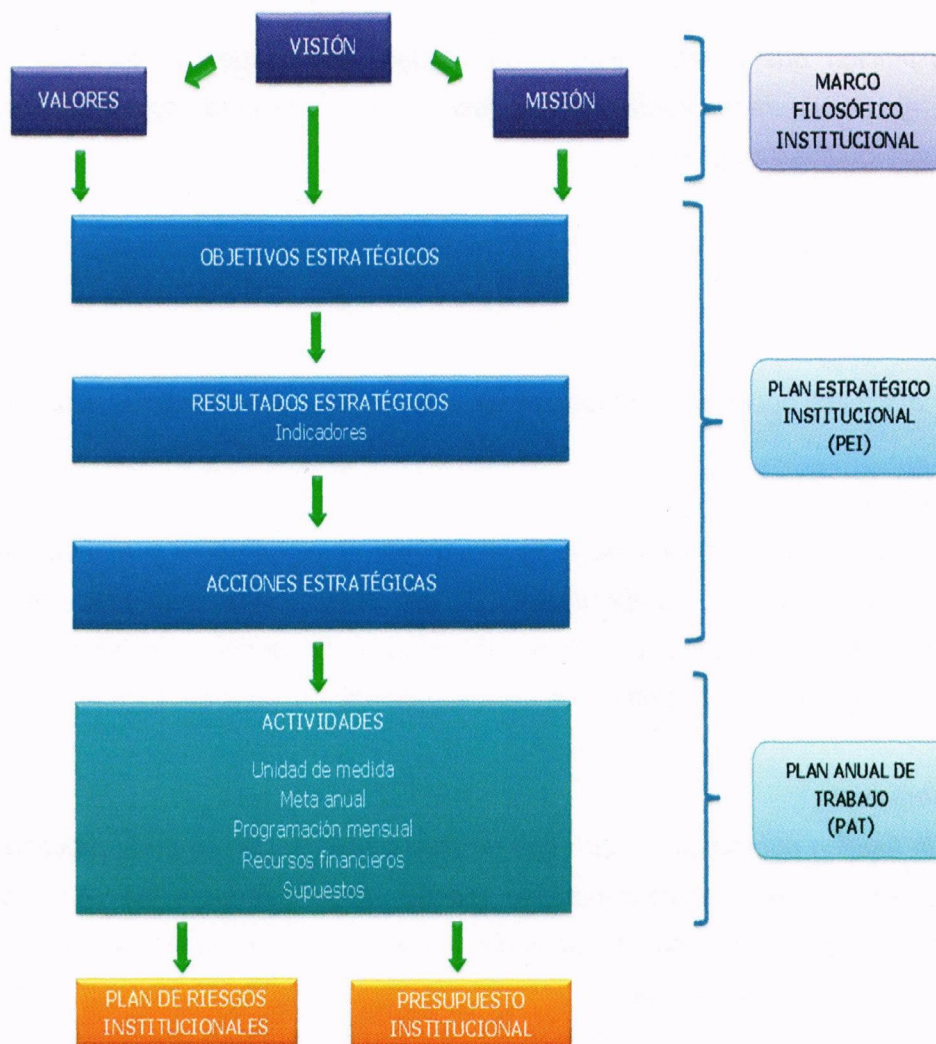 VISIÓN
VALORES
MISIÓN
MARCO
FILOSÓFICO
INSTITUCIONAL
OBJETIVOS ESTRATÉGICOS
RESULTADOS ESTRATÉGICOS
Indicadores
PLAN ESTRATÉGICO
INSTITUCIONAL
(PEI)
ACCIONES ESTRATÉGICAS
ACTIVIDADES
Unidad de medida
Meta anual
Programación mensual
Recursos financieros
Supuestos
PLAN ANUAL DE
TRABAJO
(PAT)
PLAN DE RIESGOS
INSTITUCIONALES
PRESUPUESTO
INSTITUCIONAL